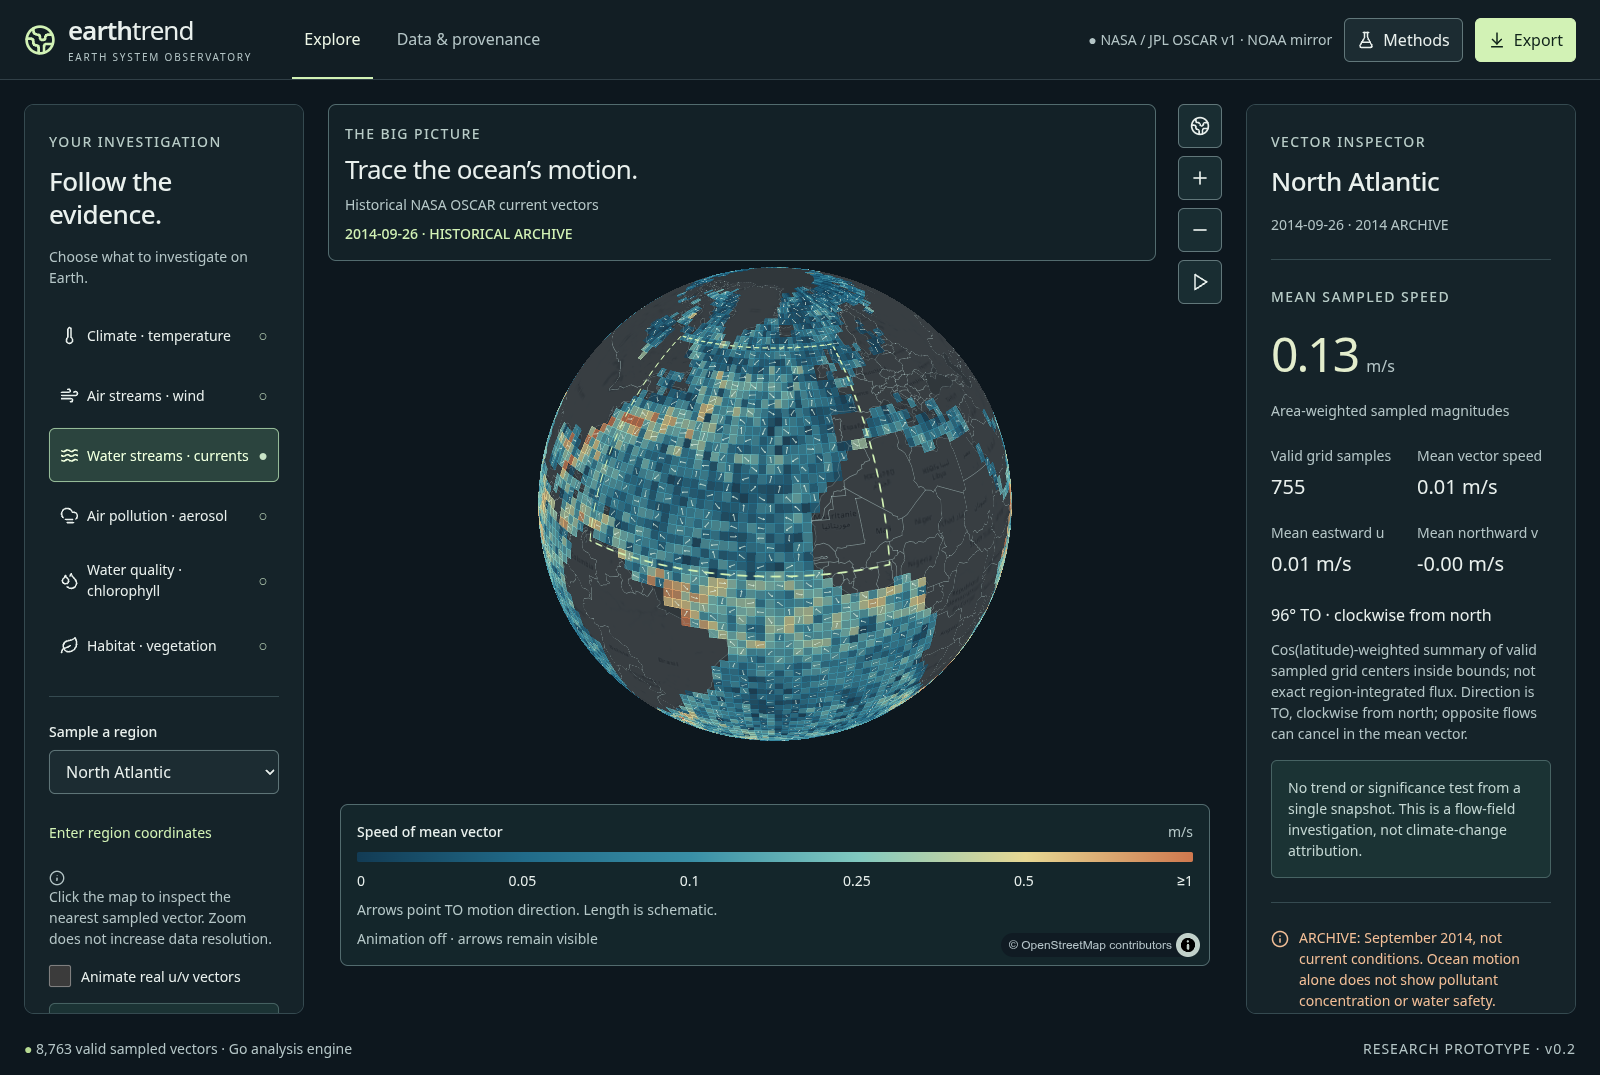 earthtrend
EARTH SYSTEM OBSERVATORY
Explore
Data & provenance
● NASA / JPL OSCAR v1 · NOAA mirror
Methods
Export
YOUR INVESTIGATION
Follow the
evidence.
Choose what to investigate on
Earth.
Climate · temperature
Air streams · wind
Water streams · currents
Air pollution · aerosol
Water quality ·
chlorophyll
Habitat · vegetation
Sample a region
North Atlantic
Enter region coordinates
Click the map to inspect the
nearest sampled vector. Zoom
does not increase data resolution.
Animate real u/v vectors
THE BIG PICTURE
Trace the ocean’s motion.
Historical NASA OSCAR current vectors
2014-09-26 · HISTORICAL ARCHIVE
Speed of mean vector
m/s
0 0.05 0.1 0.25 0.5 ≥1
Arrows point TO motion direction. Length is schematic.
Animation off · arrows remain visible
© OpenStreetMap contributors
VECTOR INSPECTOR
North Atlantic
2014-09-26 · 2014 ARCHIVE
MEAN SAMPLED SPEED
0.13 m/s
Area-weighted sampled magnitudes
Valid grid samples
755
Mean vector speed
0.01 m/s
Mean eastward u
0.01 m/s
Mean northward v
-0.00 m/s
96° TO · clockwise from north
Cos(latitude)-weighted summary of valid
sampled grid centers inside bounds; not
exact region-integrated flux. Direction is
TO, clockwise from north; opposite flows
can cancel in the mean vector.
No trend or significance test from a
single snapshot. This is a flow-field
investigation, not climate-change
attribution.
ARCHIVE: September 2014, not
current conditions. Ocean motion
alone does not show pollutant
concentration or water safety.
● 8,763 valid sampled vectors · Go analysis engine
RESEARCH PROTOTYPE · v0.2